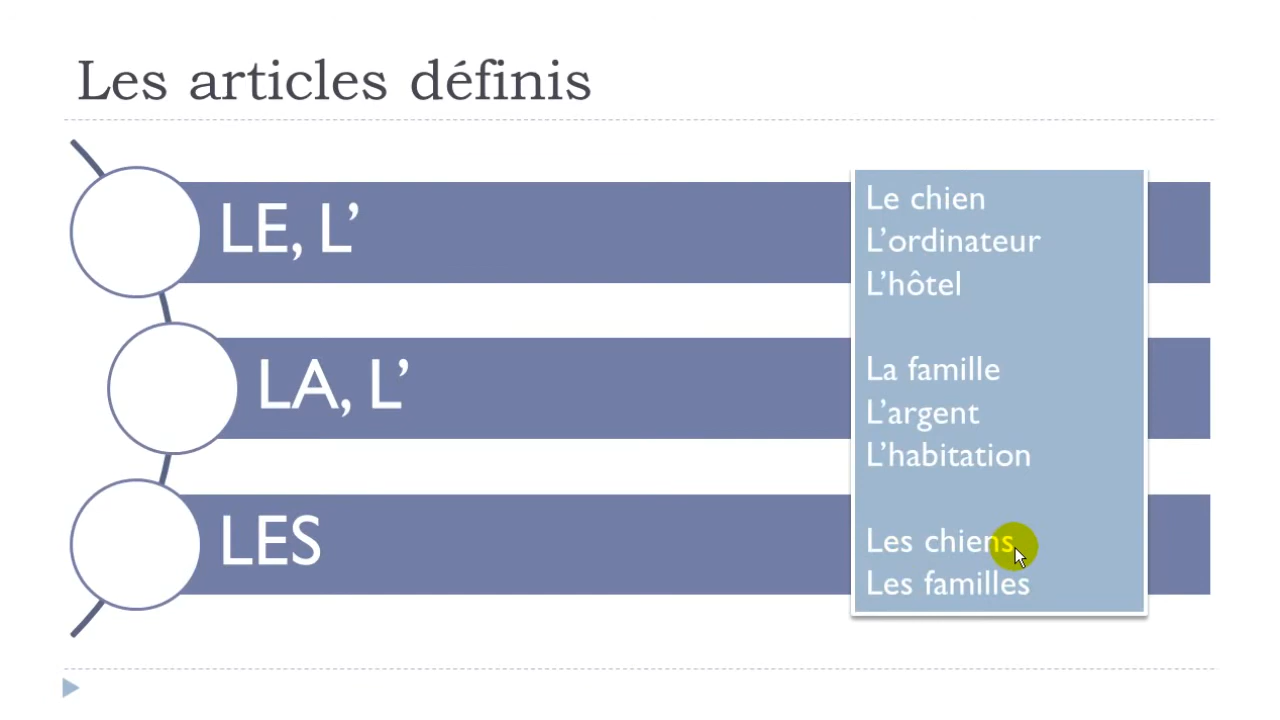 Les articles définis
LE, L’
LA, L’
LES
Le chien
L’ordinateur
L’hôtel
La famille
L’argent
L’habitation
Les chiens
Les familles